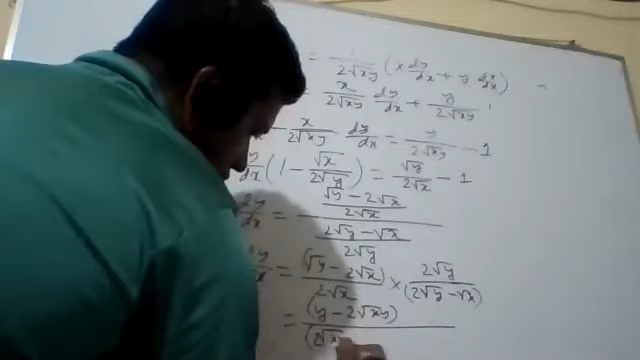 = 1/2√xy (x dy/dx + y dx/dx)
= x/2√xy dy/dx + y/2√xy
- x/2√xy dy/dx = y/2√xy - 1
dy/dx (1 - √x/2√y) = √y/2√x - 1
dy/dx = (√y - 2√x)/2√x / (2√y - √x)/2√y
dy/dx = (√y - 2√x)/2√x × 2√y/(2√y - √x)
= (y - 2√xy)/(2√x